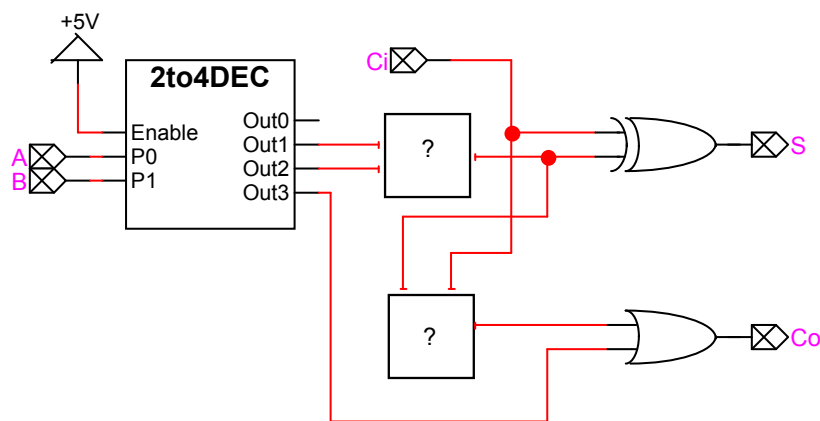 +5V
2to4DEC
Ci
Out0
Enable
Out1
?
S
A
P0
Out2
B
P1
Out3
?
Co